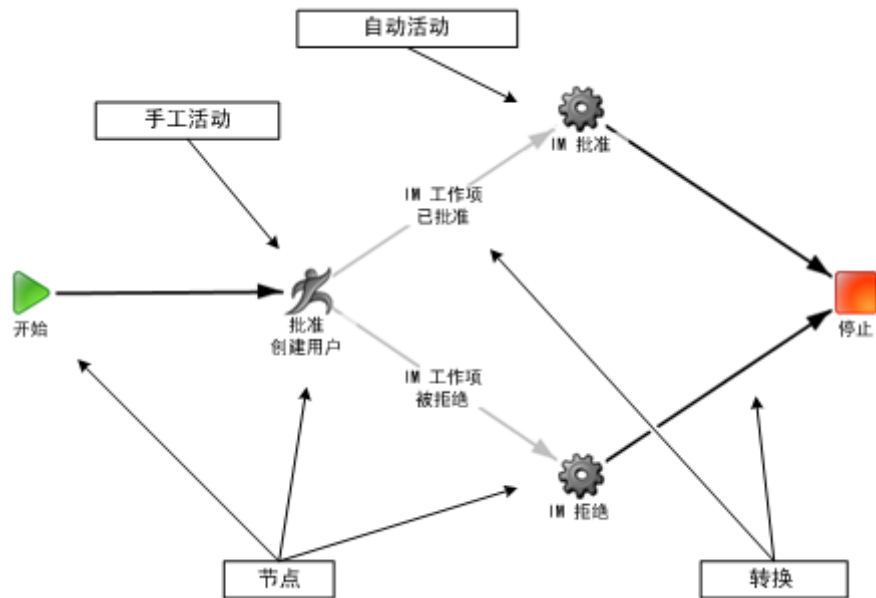 自动活动
手工活动
IM 批准
IM 工作项
已批准
开始
批准
创建用户
停止
IM 工作项
被拒绝
IM 拒绝
节点
转换